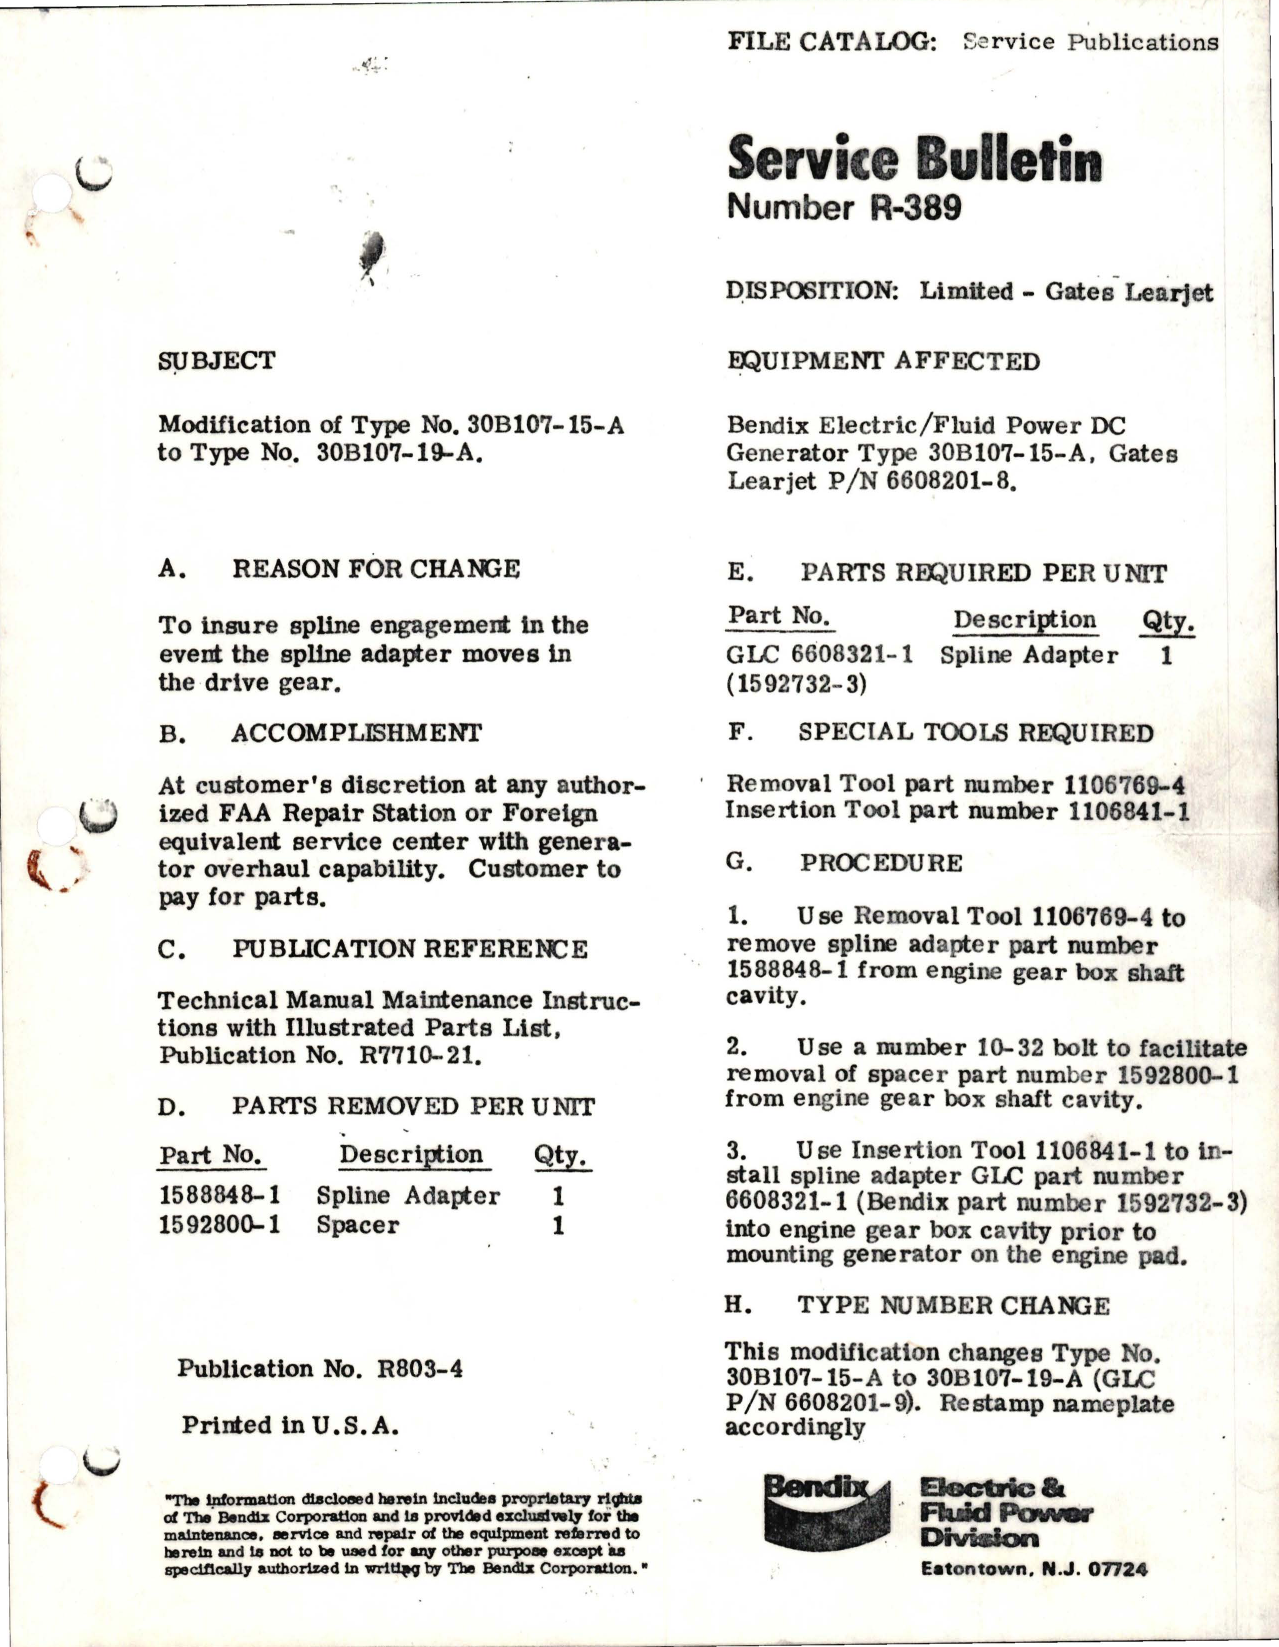 FILE CATALOG: Service Publications
Service Bulletin
Number R-389
DISPOSITION: Limited - Gates Learjet
SUBJECT
Modification of Type No. 30B107-15-A
to Type No. 30B107-19-A.
EQUIPMENT AFFECTED
Bendix Electric/Fluid Power DC
Generator Type 30B107-15-A, Gates
Learjet P/N 6608201-8.
A. REASON FOR CHANGE
To insure spline engagement in the
event the spline adapter moves in
the drive gear.
B. ACCOMPLISHMENT
At customer's discretion at any author-
ized FAA Repair Station or Foreign
equivalent service center with genera-
tor overhaul capability. Customer to
pay for parts.
C. PUBLICATION REFERENCE
Technical Manual Maintenance Instruc-
tions with Illustrated Parts List,
Publication No. R7710-21.
D. PARTS REMOVED PER UNIT
Part No. Description Qty.
1588848-1 Spline Adapter 1
1592800-1 Spacer 1
Publication No. R803-4
Printed in U.S.A.
"The information disclosed herein includes proprietary rights
of The Bendix Corporation and is provided exclusively for the
maintenance, service and repair of the equipment referred to
herein and is not to be used for any other purpose except as
specifically authorized in writing by The Bendix Corporation."
E. PARTS REQUIRED PER UNIT
Part No. Description Qty.
GLC 6608321-1 Spline Adapter 1
(1592732-3)
F. SPECIAL TOOLS REQUIRED
Removal Tool part number 1106769-4
Insertion Tool part number 1106841-1
G. PROCEDURE
1. Use Removal Tool 1106769-4 to
remove spline adapter part number
1588848-1 from engine gear box shaft
cavity.
2. Use a number 10-32 bolt to facilitate
removal of spacer part number 1592800-1
from engine gear box shaft cavity.
3. Use Insertion Tool 1106841-1 to in-
stall spline adapter GLC part number
6608321-1 (Bendix part number 1592732-3)
into engine gear box cavity prior to
mounting generator on the engine pad.
H. TYPE NUMBER CHANGE
This modification changes Type No.
30B107-15-A to 30B107-19-A (GLC
P/N 6608201-9). Restamp nameplate
accordingly
Bendix
Electric &
Fluid Power
Division
Eatontown, N.J. 07724